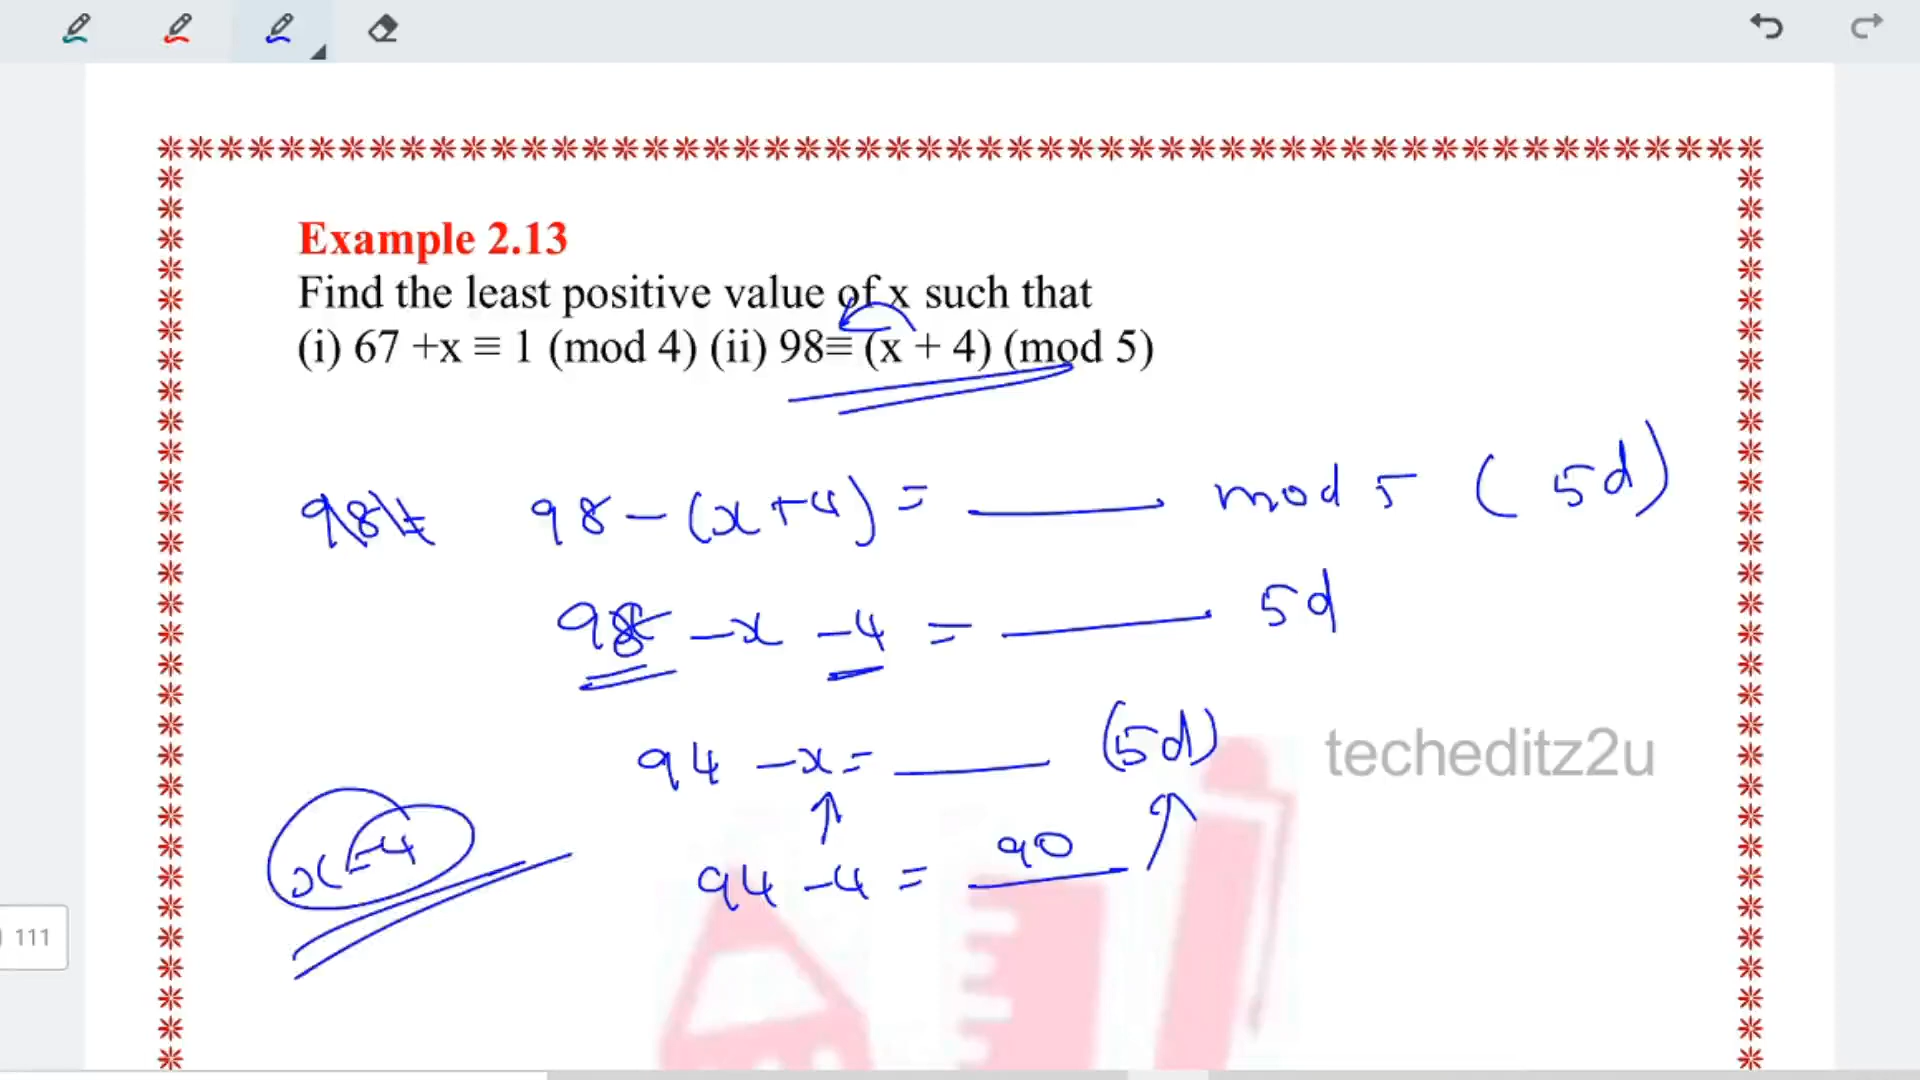 Example 2.13
Find the least positive value of x such that
(i) 67 +x ≡ 1 (mod 4) (ii) 98≡ (x + 4) (mod 5)
98 - (x+4) = ____ mod 5 ( 5d)
98 - x - 4 = ____ 5d
94 - x = ____ (5d)
techeditz2u
x=4
94 - 4 = 90
111